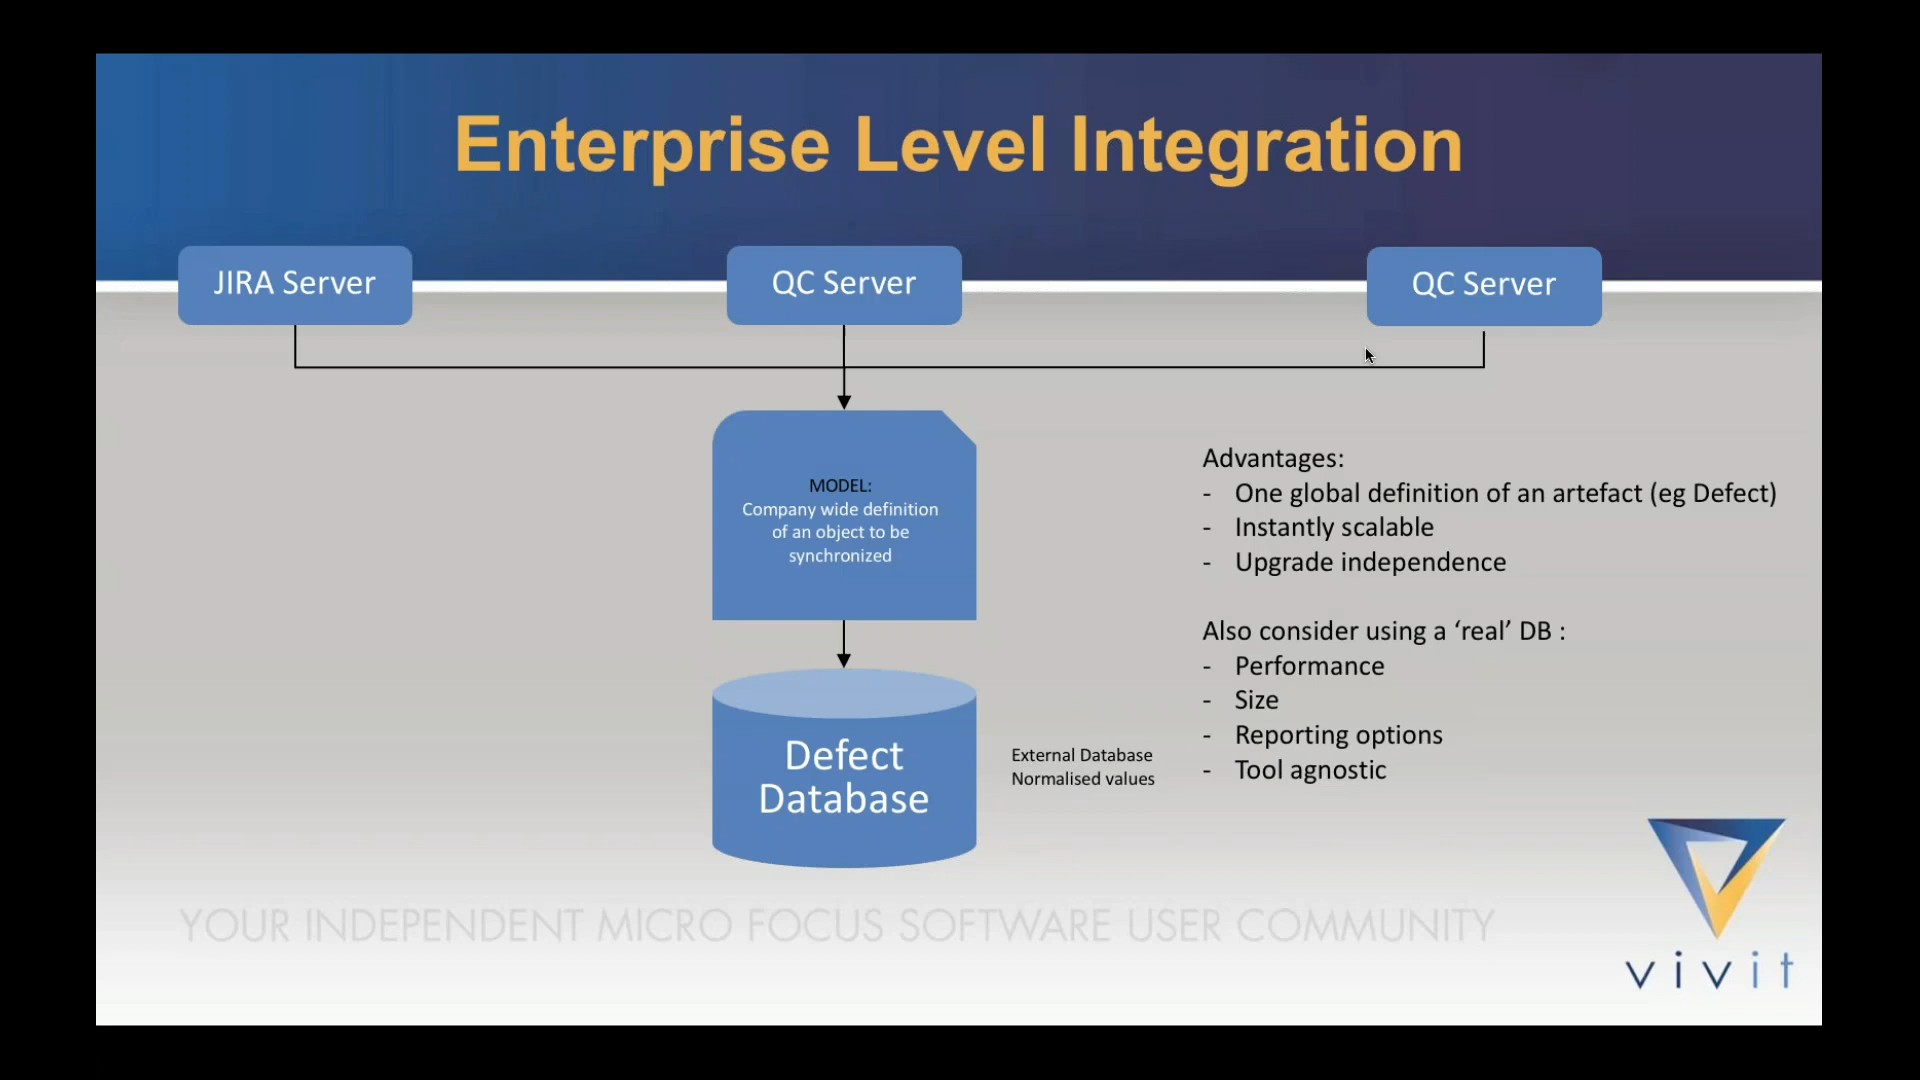 Enterprise Level Integration
JIRA Server
QC Server
QC Server
MODEL:
Company wide definition
of an object to be
synchronized
Defect
Database
External Database
Normalised values
Advantages:
- One global definition of an artefact (eg Defect)
- Instantly scalable
- Upgrade independence
Also consider using a ‘real’ DB :
- Performance
- Size
- Reporting options
- Tool agnostic
YOUR INDEPENDENT MICRO FOCUS SOFTWARE USER COMMUNITY
vivit